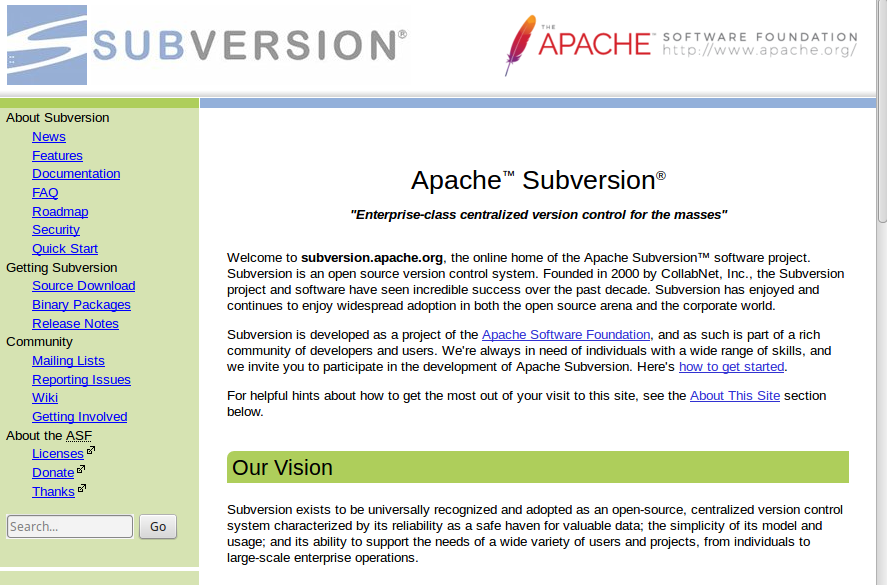 SUBVERSION®
THE
APACHE™ SOFTWARE FOUNDATION
http://www.apache.org/
About Subversion
News
Features
Documentation
FAQ
Roadmap
Security
Quick Start
Getting Subversion
Source Download
Binary Packages
Release Notes
Community
Mailing Lists
Reporting Issues
Wiki
Getting Involved
About the ASF
Licenses
Donate
Thanks
Search...
Go
Apache™ Subversion®
"Enterprise-class centralized version control for the masses"
Welcome to subversion.apache.org, the online home of the Apache Subversion™ software project.
Subversion is an open source version control system. Founded in 2000 by CollabNet, Inc., the Subversion
project and software have seen incredible success over the past decade. Subversion has enjoyed and
continues to enjoy widespread adoption in both the open source arena and the corporate world.
Subversion is developed as a project of the Apache Software Foundation, and as such is part of a rich
community of developers and users. We're always in need of individuals with a wide range of skills, and
we invite you to participate in the development of Apache Subversion. Here's how to get started.
For helpful hints about how to get the most out of your visit to this site, see the About This Site section
below.
Our Vision
Subversion exists to be universally recognized and adopted as an open-source, centralized version control
system characterized by its reliability as a safe haven for valuable data; the simplicity of its model and
usage; and its ability to support the needs of a wide variety of users and projects, from individuals to
large-scale enterprise operations.